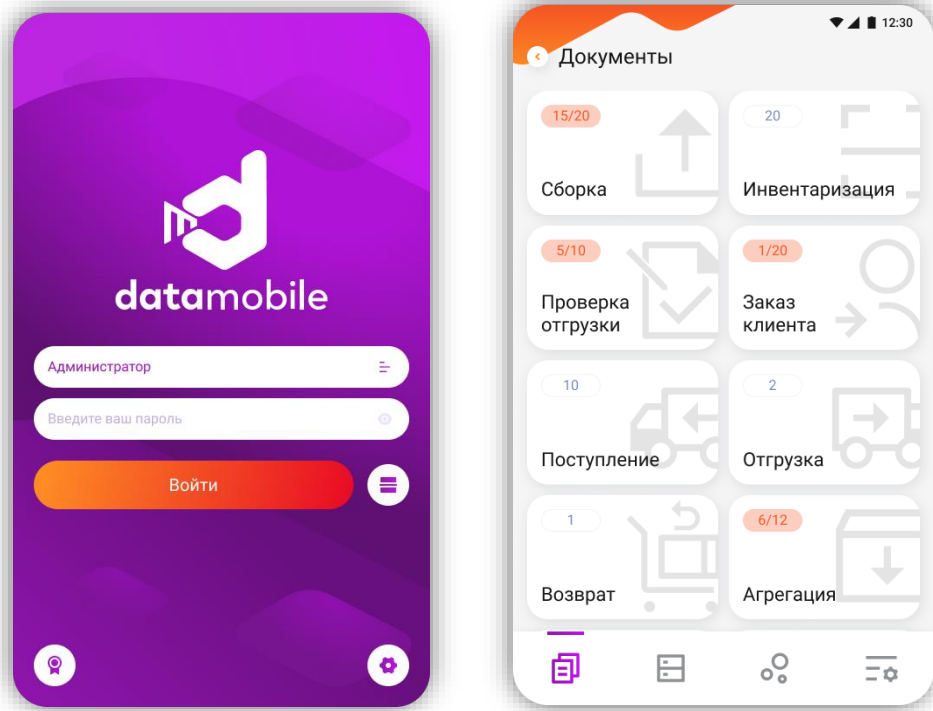 datamobile
Администратор
Введите ваш пароль
Войти
12:30
Документы
15/20
Сборка
20
Инвентаризация
5/10
Проверка
отгрузки
1/20
Заказ
клиента
10
Поступление
2
Отгрузка
1
Возврат
6/12
Агрегация